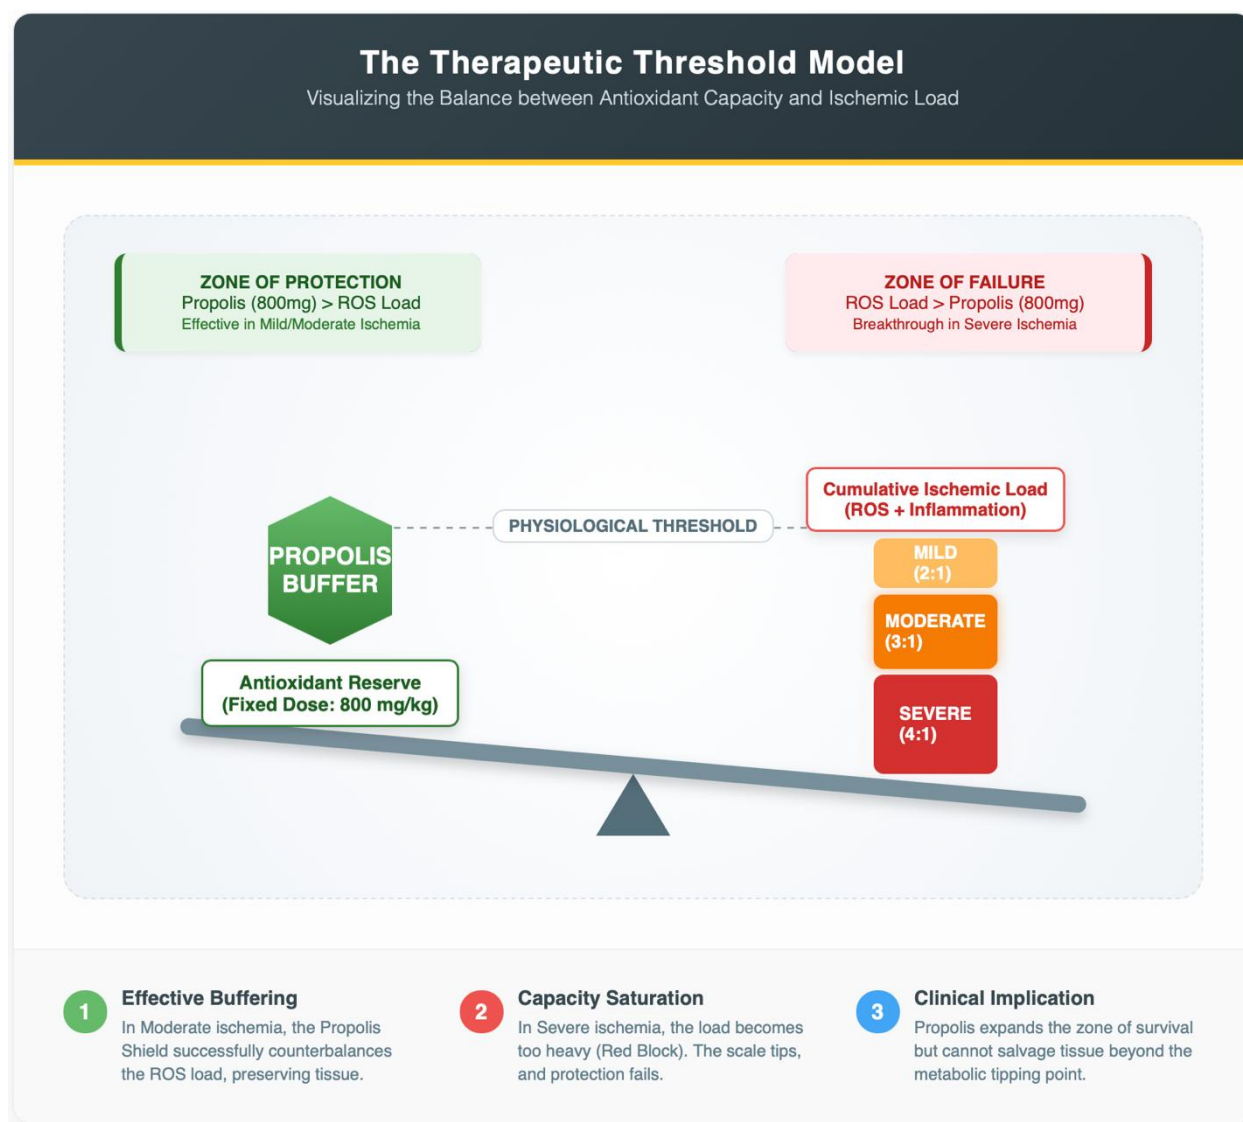 The Therapeutic Threshold Model
Visualizing the Balance between Antioxidant Capacity and Ischemic Load
ZONE OF PROTECTION
Propolis (800mg) > ROS Load
Effective in Mild/Moderate Ischemia
ZONE OF FAILURE
ROS Load > Propolis (800mg)
Breakthrough in Severe Ischemia
PROPOLIS
BUFFER
Antioxidant Reserve
(Fixed Dose: 800 mg/kg)
PHYSIOLOGICAL THRESHOLD
Cumulative Ischemic Load
(ROS + Inflammation)
MILD
(2:1)
MODERATE
(3:1)
SEVERE
(4:1)
1
Effective Buffering
In Moderate ischemia, the Propolis
Shield successfully counterbalances
the ROS load, preserving tissue.
2
Capacity Saturation
In Severe ischemia, the load becomes
too heavy (Red Block). The scale tips,
and protection fails.
3
Clinical Implication
Propolis expands the zone of survival
but cannot salvage tissue beyond the
metabolic tipping point.